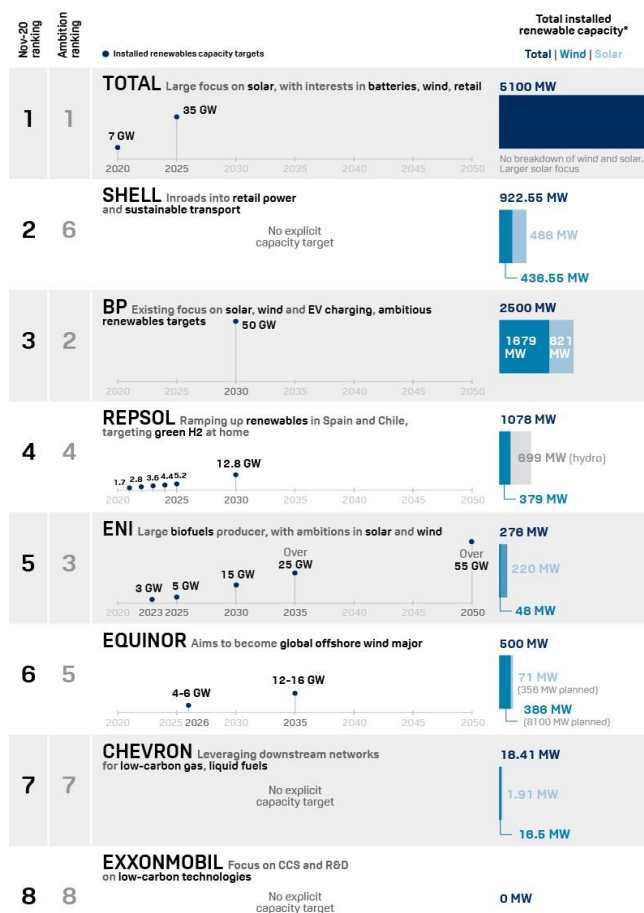 Nov-20 ranking
Ambition ranking
Installed renewables capacity targets
Total installed
renewable capacity*
Total | Wind | Solar
1
1
TOTAL Large focus on solar, with interests in batteries, wind, retail
7 GW
35 GW
2020 2025 2030 2035 2040 2045 2050
5100 MW
No breakdown of wind and solar.
Larger solar focus
2
6
SHELL Inroads into retail power
and sustainable transport
No explicit
capacity target
922.55 MW
486 MW
436.55 MW
3
2
BP Existing focus on solar, wind and EV charging, ambitious
renewables targets
50 GW
2020 2025 2030 2035 2040 2045 2050
2500 MW
1679
MW
821
MW
4
4
REPSOL Ramping up renewables in Spain and Chile,
targeting green H2 at home
1.7 2.8 3.6 4.4 5.2
12.8 GW
2020 2025 2030 2035 2040 2045 2050
1078 MW
699 MW (hydro)
379 MW
5
3
ENI Large biofuels producer, with ambitions in solar and wind
3 GW
5 GW
15 GW
Over
25 GW
Over
55 GW
2020 2023 2025 2030 2035 2040 2045 2050
276 MW
220 MW
48 MW
6
5
EQUINOR Aims to become global offshore wind major
4-6 GW
12-16 GW
2020 2025 2026 2030 2035 2040 2045 2050
500 MW
71 MW
(356 MW planned)
386 MW
(8100 MW planned)
7
7
CHEVRON Leveraging downstream networks
for low-carbon gas, liquid fuels
No explicit
capacity target
18.41 MW
1.91 MW
16.5 MW
8
8
EXXONMOBIL Focus on CCS and R&D
on low-carbon technologies
No explicit
capacity target
0 MW